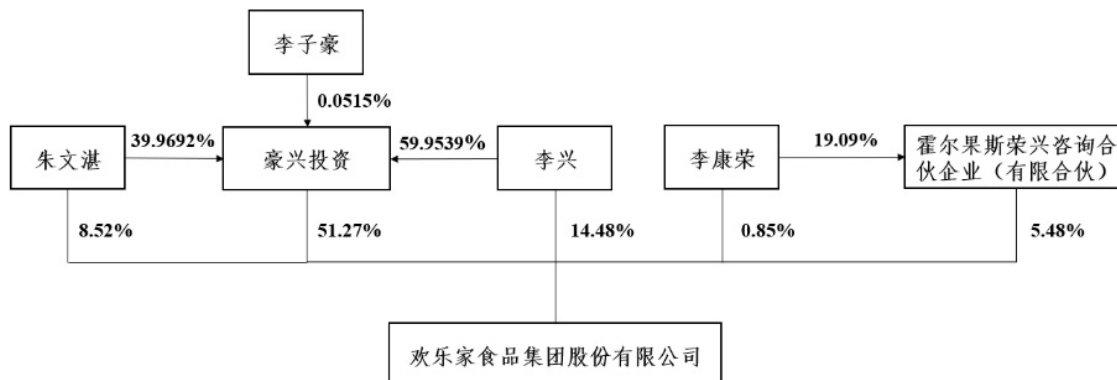 李子豪
0.0515%
朱文湛
39.9692%
豪兴投资
59.9539%
李兴
李康荣
19.09%
霍尔果斯荣兴咨询合
伙企业（有限合伙）
8.52%
51.27%
14.48%
0.85%
5.48%
欢乐家食品集团股份有限公司